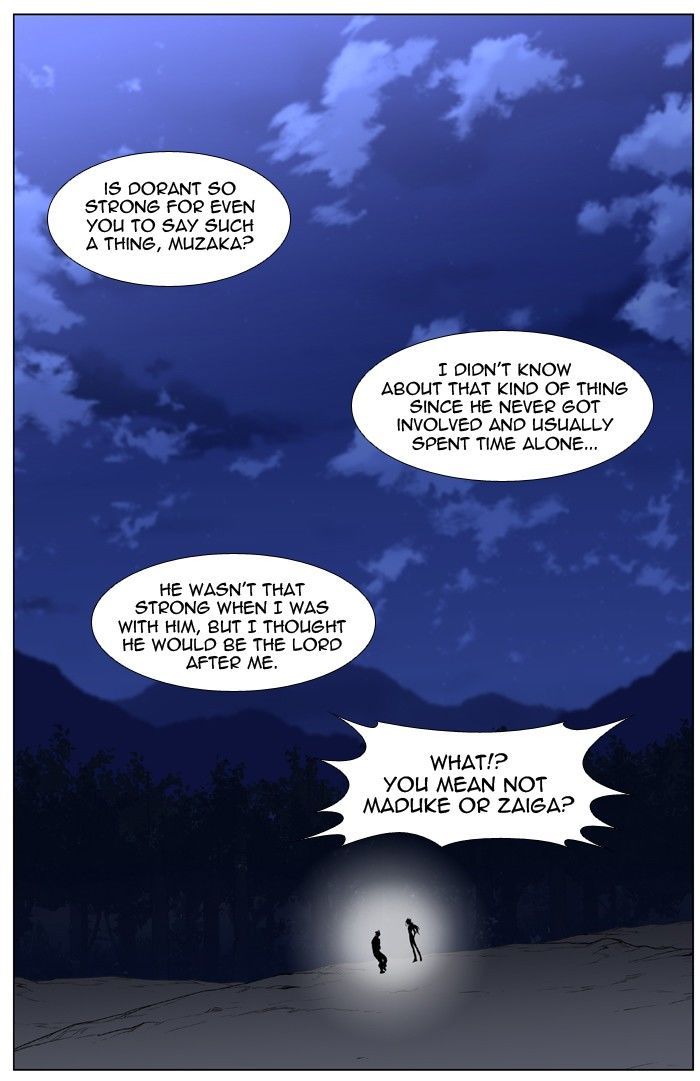 IS DORANT SO
STRONG FOR EVEN
YOU TO SAY SUCH
A THING, MUZAKA?
I DIDN'T KNOW
ABOUT THAT KIND OF THING
SINCE HE NEVER GOT
INVOLVED AND USUALLY
SPENT TIME ALONE...
HE WASN'T THAT
STRONG WHEN I WAS
WITH HIM, BUT I THOUGHT
HE WOULD BE THE LORD
AFTER ME.
WHAT!?
YOU MEAN NOT
MADUKE OR ZAIGA?